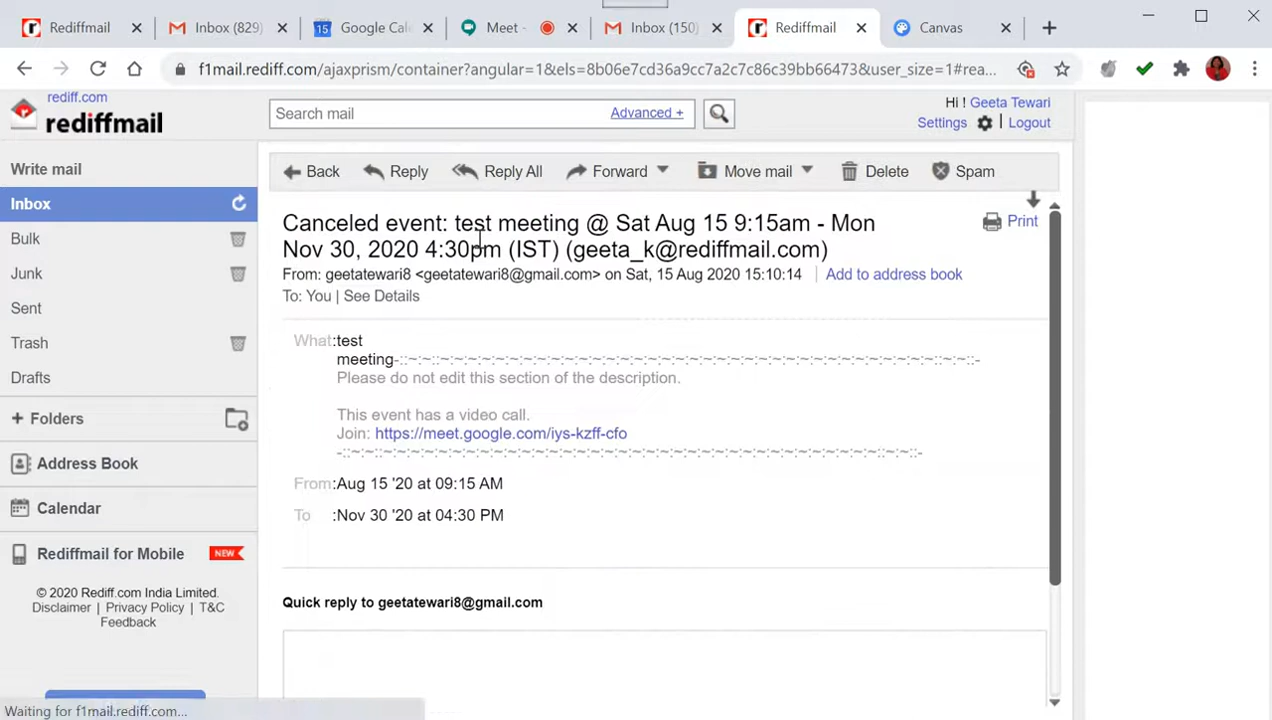 Rediffmail
Inbox (829)
Google Cale
Meet -
Inbox (150)
Rediffmail
Canvas
f1mail.rediff.com/ajaxprism/container?angular=1&els=8b06e7cd36a9cc7a2c7c86c39bb66473&user_size=1#rea...
rediff.com
rediffmail
Search mail
Advanced +
Hi ! Geeta Tewari
Settings | Logout
Write mail
Inbox
Bulk
Junk
Sent
Trash
Drafts
+ Folders
Address Book
Calendar
Rediffmail for Mobile NEW
© 2020 Rediff.com India Limited.
Disclaimer | Privacy Policy | T&C
Feedback
Back
Reply
Reply All
Forward
Move mail
Delete
Spam
Canceled event: test meeting @ Sat Aug 15 9:15am - Mon
Nov 30, 2020 4:30pm (IST) (geeta_k@rediffmail.com)
Print
From: geetatewari8 <geetatewari8@gmail.com> on Sat, 15 Aug 2020 15:10:14 | Add to address book
To: You | See Details
What:test
meeting-::~:~::~:~:~:~:~:~:~:~:~:~:~:~:~:~:~:~:~:~:~:~:~:~:~:~:~:~:~:~:~:~:~:~:~:~:~:~::~:~::-
Please do not edit this section of the description.
This event has a video call.
Join: https://meet.google.com/iys-kzff-cfo
-::~:~::~:~:~:~:~:~:~:~:~:~:~:~:~:~:~:~:~:~:~:~:~:~:~:~:~:~:~:~:~:~:~:~:~:~:~:~::~:~::-
From:Aug 15 '20 at 09:15 AM
To :Nov 30 '20 at 04:30 PM
Quick reply to geetatewari8@gmail.com
Waiting for f1mail.rediff.com...